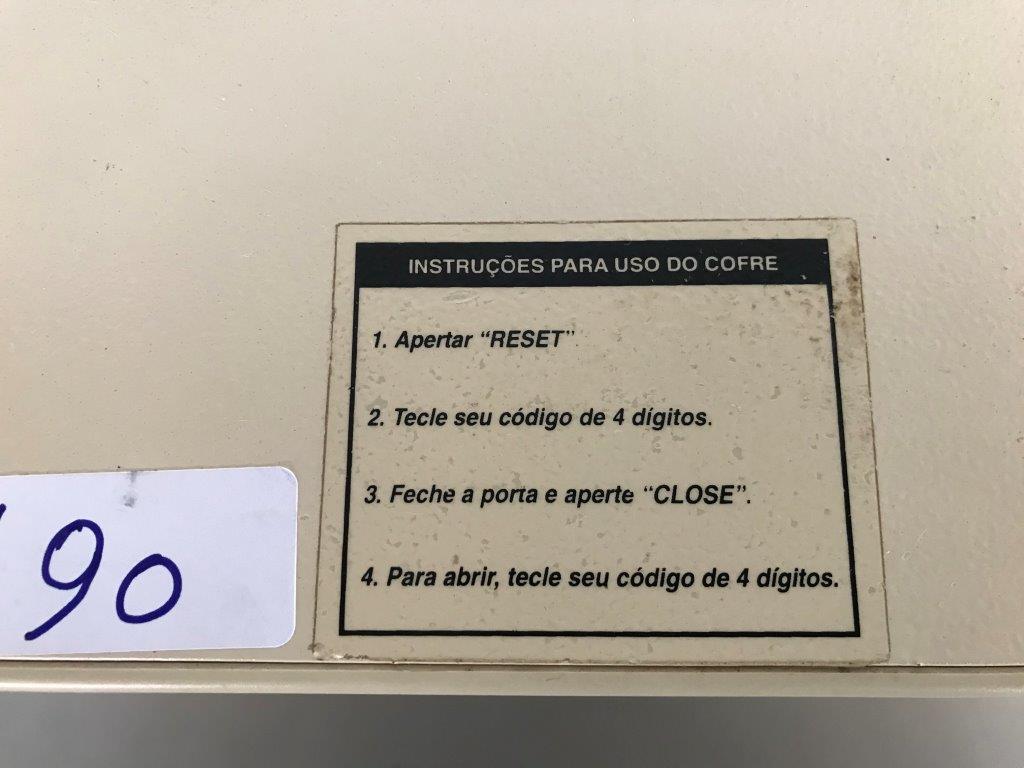 INSTRUÇÕES PARA USO DO COFRE
1. Apertar “RESET”
2. Tecle seu código de 4 dígitos.
3. Feche a porta e aperte “CLOSE”.
4. Para abrir, tecle seu código de 4 dígitos.
90